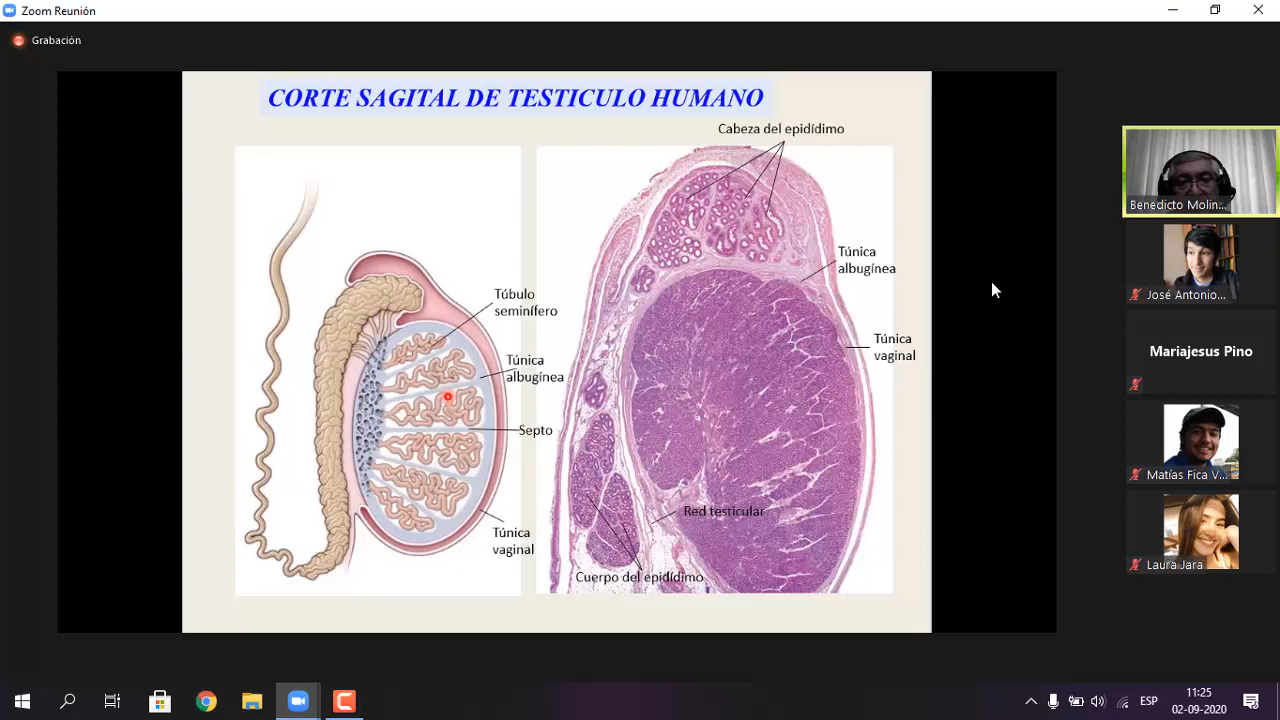 Zoom Reunión
Grabación
CORTE SAGITAL DE TESTICULO HUMANO
Cabeza del epidídimo
Túnica
albugínea
Túbulo
seminífero
Túnica
vaginal
Túnica
albugínea
Septo
Red testicular
Túnica
vaginal
Cuerpo del epidídimo
Benedicto Molin...
José Antonio...
Mariajesus Pino
Matías Fica V...
Laura Jara
ESP
11:25
02-09-2020